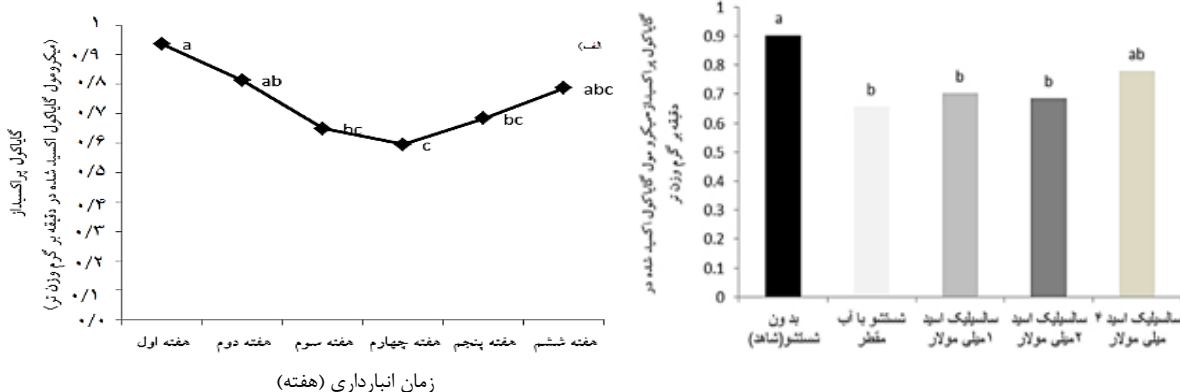 گایاکول پراکسیداز
(میکرومول گایاکول اکسید شده در دقیقه بر گرم وزن تر)
۱
۰/۹
۰/۸
۰/۷
۰/۶
۰/۵
۰/۴
۰/۳
۰/۲
۰/۱
۰/۰
a
ab
bc
c
bc
abc
الف)
هفته اول
هفته دوم
هفته سوم
هفته چهارم
هفته پنجم
هفته ششم
زمان انبارداری (هفته)
گایاکول پراکسیداز میکرو مول گایاکول اکسید شده در
دقیقه بر گرم وزن تر
1
0.9
0.8
0.7
0.6
0.5
0.4
0.3
0.2
0.1
0
a
b
b
b
ab
بدون
شستشو(شاهد)
شستشو با آب
مقطر
سالسیلیک اسید
۱میلی مولار
سالسیلیک اسید
۲میلی مولار
سالسیلیک اسید ۴
میلی مولار